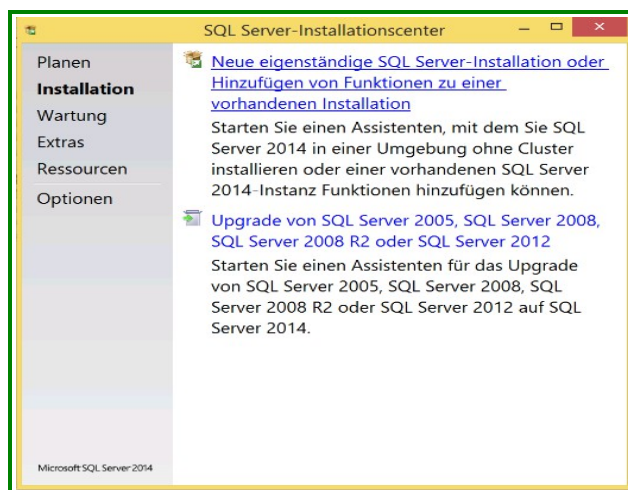 SQL Server-Installationscenter
Planen
Installation
Wartung
Extras
Ressourcen
Optionen
Neue eigenständige SQL Server-Installation oder
Hinzufügen von Funktionen zu einer
vorhandenen Installation
Starten Sie einen Assistenten, mit dem Sie SQL
Server 2014 in einer Umgebung ohne Cluster
installieren oder einer vorhandenen SQL Server
2014-Instanz Funktionen hinzufügen können.
Upgrade von SQL Server 2005, SQL Server 2008,
SQL Server 2008 R2 oder SQL Server 2012
Starten Sie einen Assistenten für das Upgrade
von SQL Server 2005, SQL Server 2008, SQL
Server 2008 R2 oder SQL Server 2012 auf SQL
Server 2014.
Microsoft SQL Server 2014